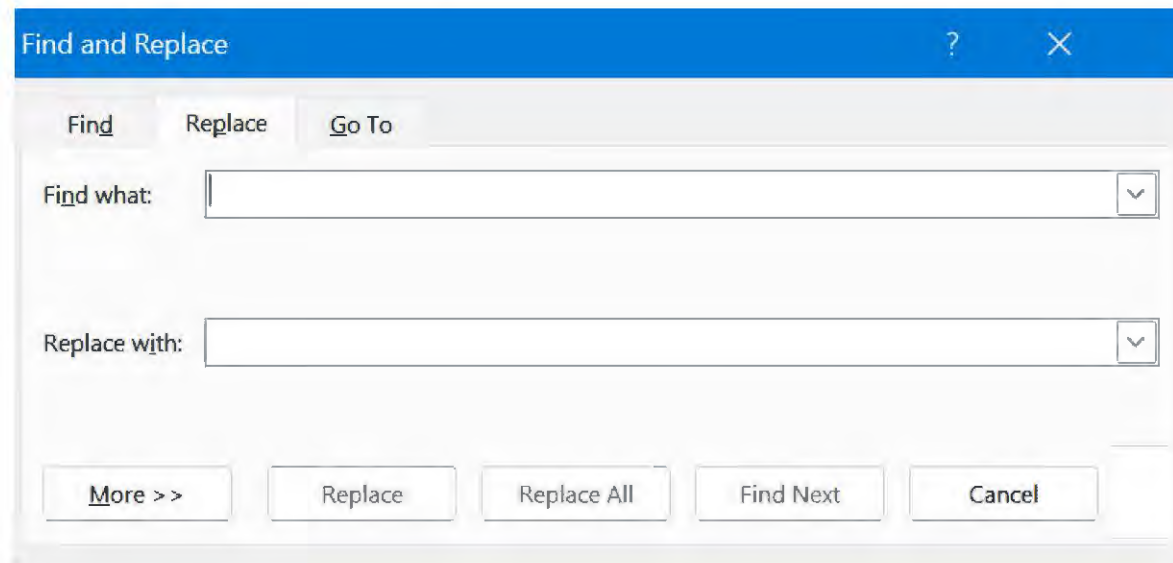 Find and Replace ?
Find Replace Go To
Find what:
Replace with:
More >> Replace Replace All Find Next Cancel